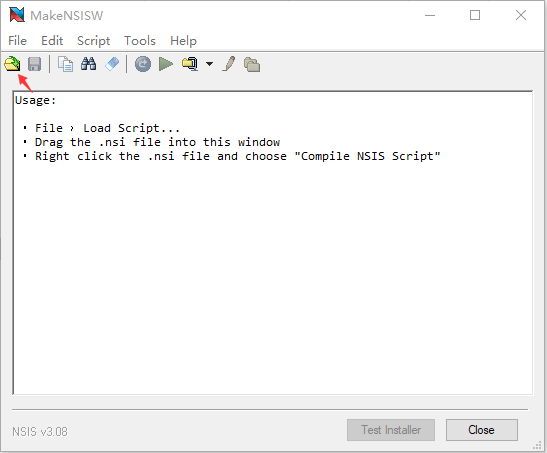 MakeNSISW
File Edit Script Tools Help
Usage:
· File › Load Script...
· Drag the .nsi file into this window
· Right click the .nsi file and choose "Compile NSIS Script"
NSIS v3.08
Test Installer
Close